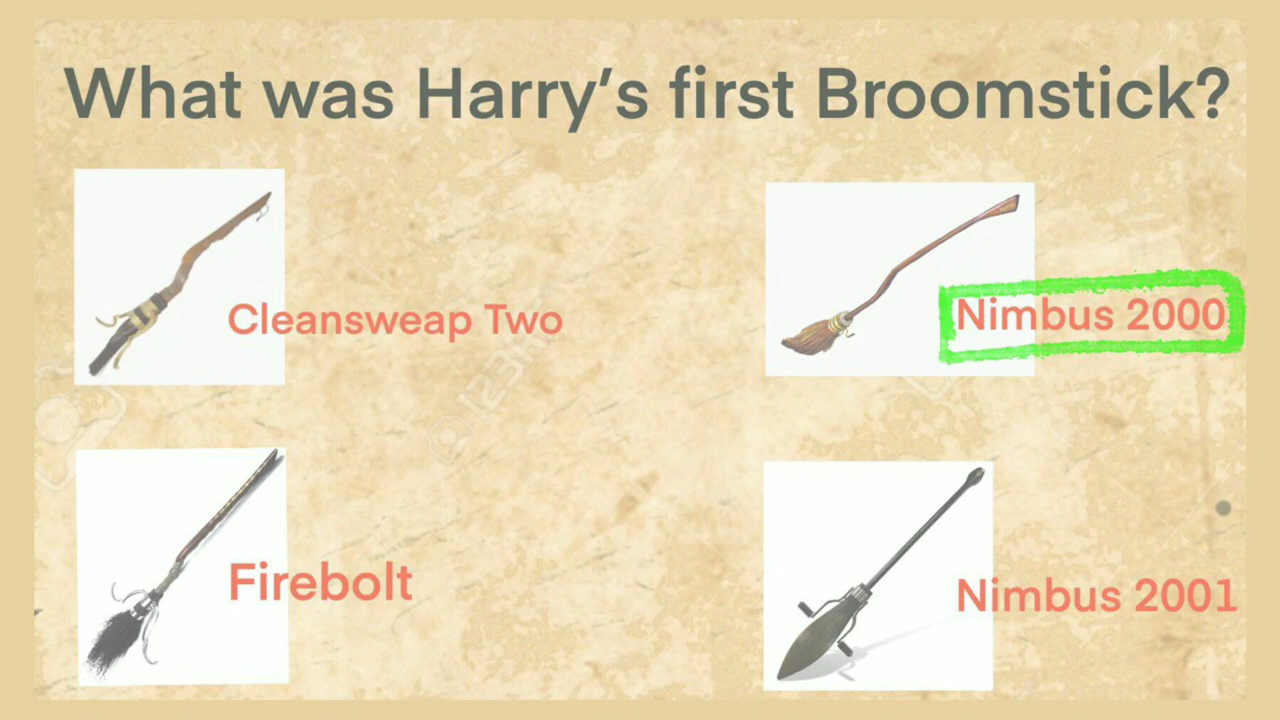 What was Harry's first Broomstick?
Cleansweap Two
Nimbus 2000
Firebolt
Nimbus 2001